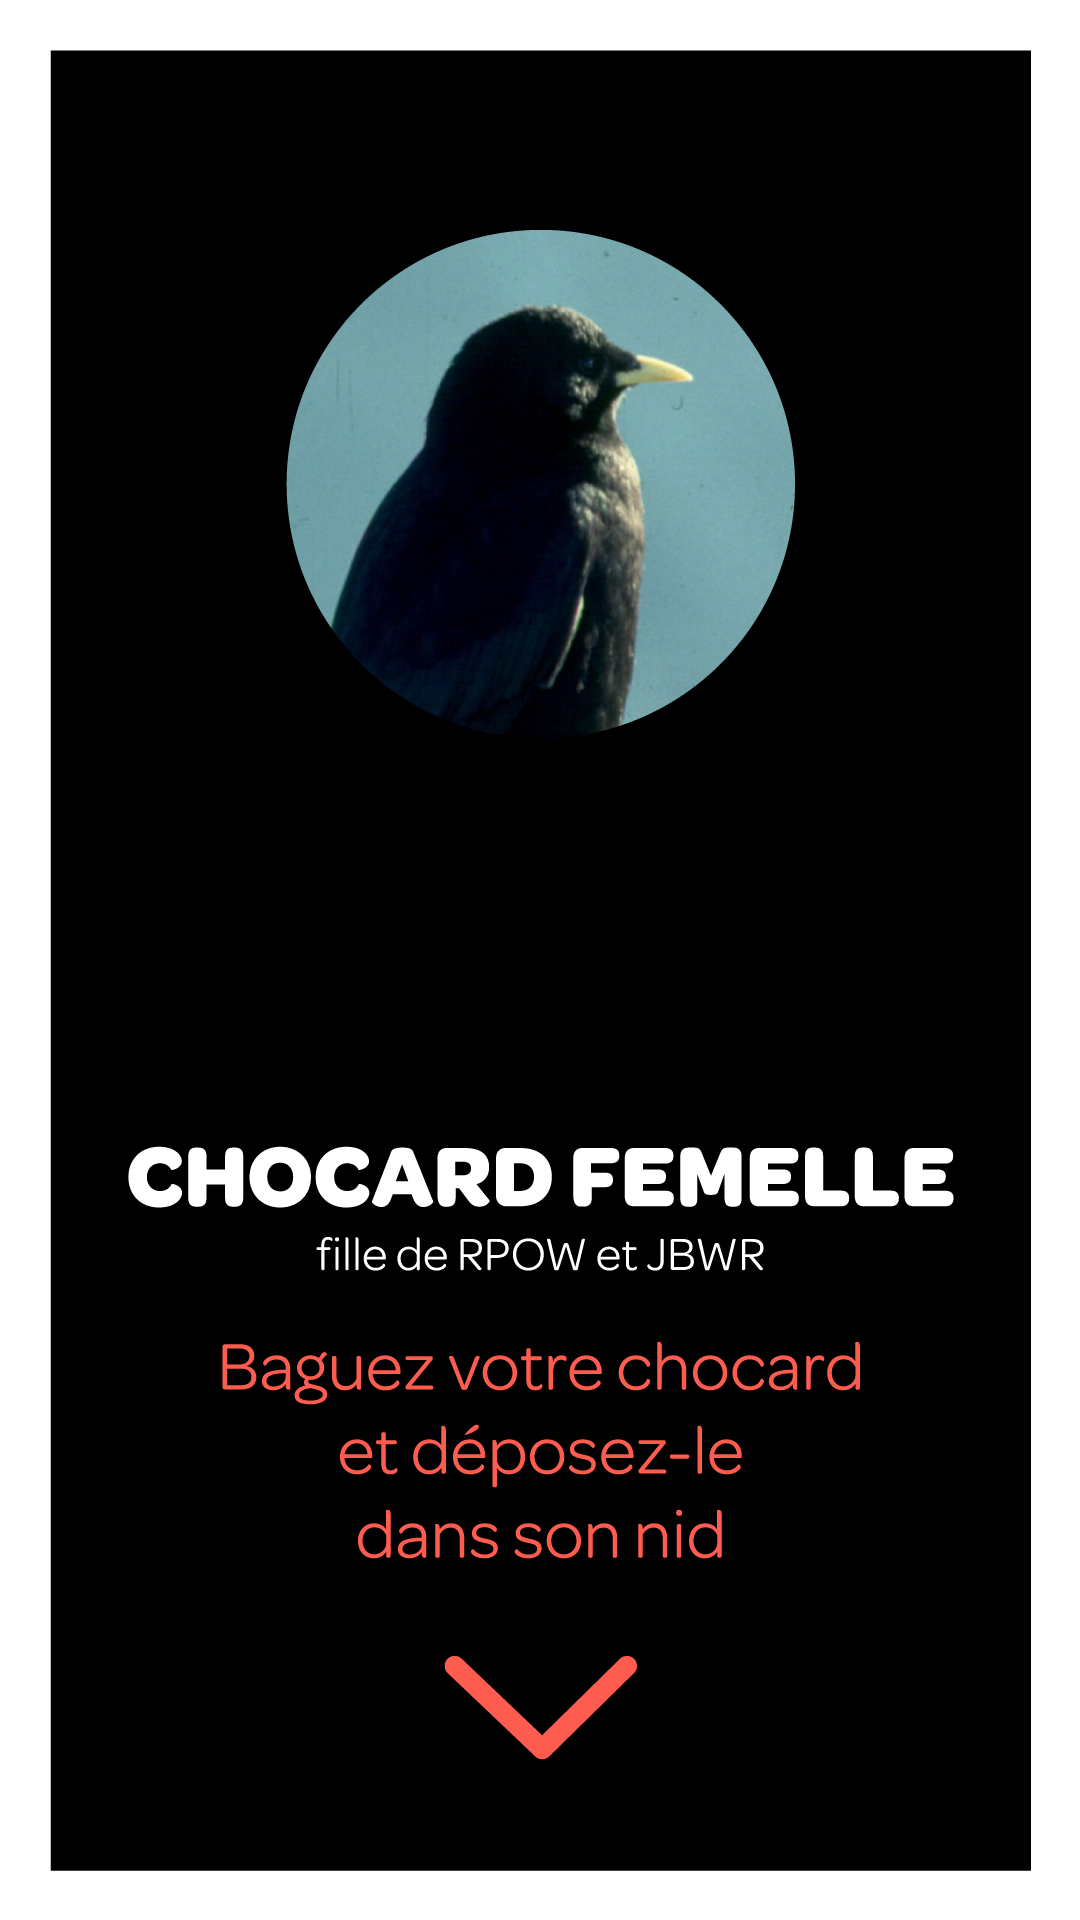 CHOCARD FEMELLE
fille de RPOW et JBWR
Baguez votre chocard
et déposez-le
dans son nid